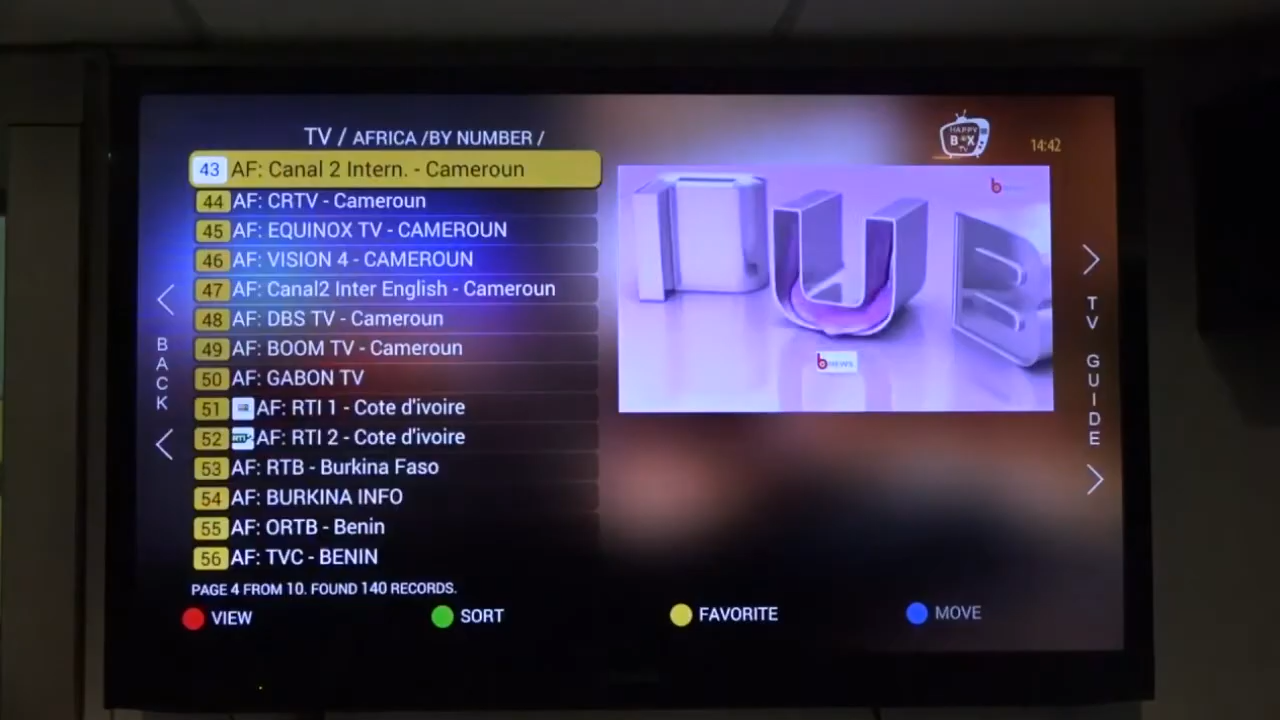 TV / AFRICA /BY NUMBER /
HAPPY
BOX
TV
14:42
43 AF: Canal 2 Intern. - Cameroun
44 AF: CRTV - Cameroun
45 AF: EQUINOX TV - CAMEROUN
46 AF: VISION 4 - CAMEROUN
47 AF: Canal2 Inter English - Cameroun
48 AF: DBS TV - Cameroun
49 AF: BOOM TV - Cameroun
50 AF: GABON TV
51 AF: RTI 1 - Cote d'ivoire
52 AF: RTI 2 - Cote d'ivoire
53 AF: RTB - Burkina Faso
54 AF: BURKINA INFO
55 AF: ORTB - Benin
56 AF: TVC - BENIN
PAGE 4 FROM 10. FOUND 140 RECORDS.
VIEW
SORT
FAVORITE
MOVE
BACK
PUB
b NEWS
TV GUIDE